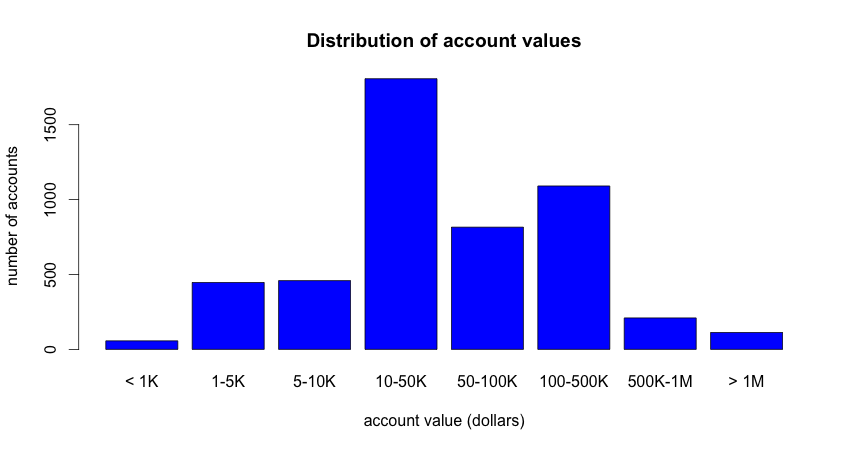 Distribution of account values
number of accounts
1500
1000
500
0
< 1K 1-5K 5-10K 10-50K 50-100K 100-500K 500K-1M > 1M
account value (dollars)